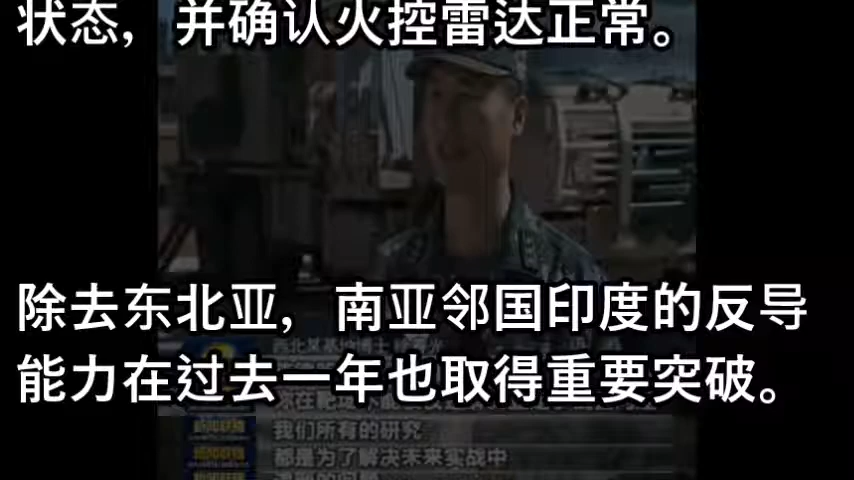 状态，并确认火控雷达正常。
除去东北亚，南亚邻国印度的反导
能力在过去一年也取得重要突破。
我们所有的研究
都是为了解决未来实战中